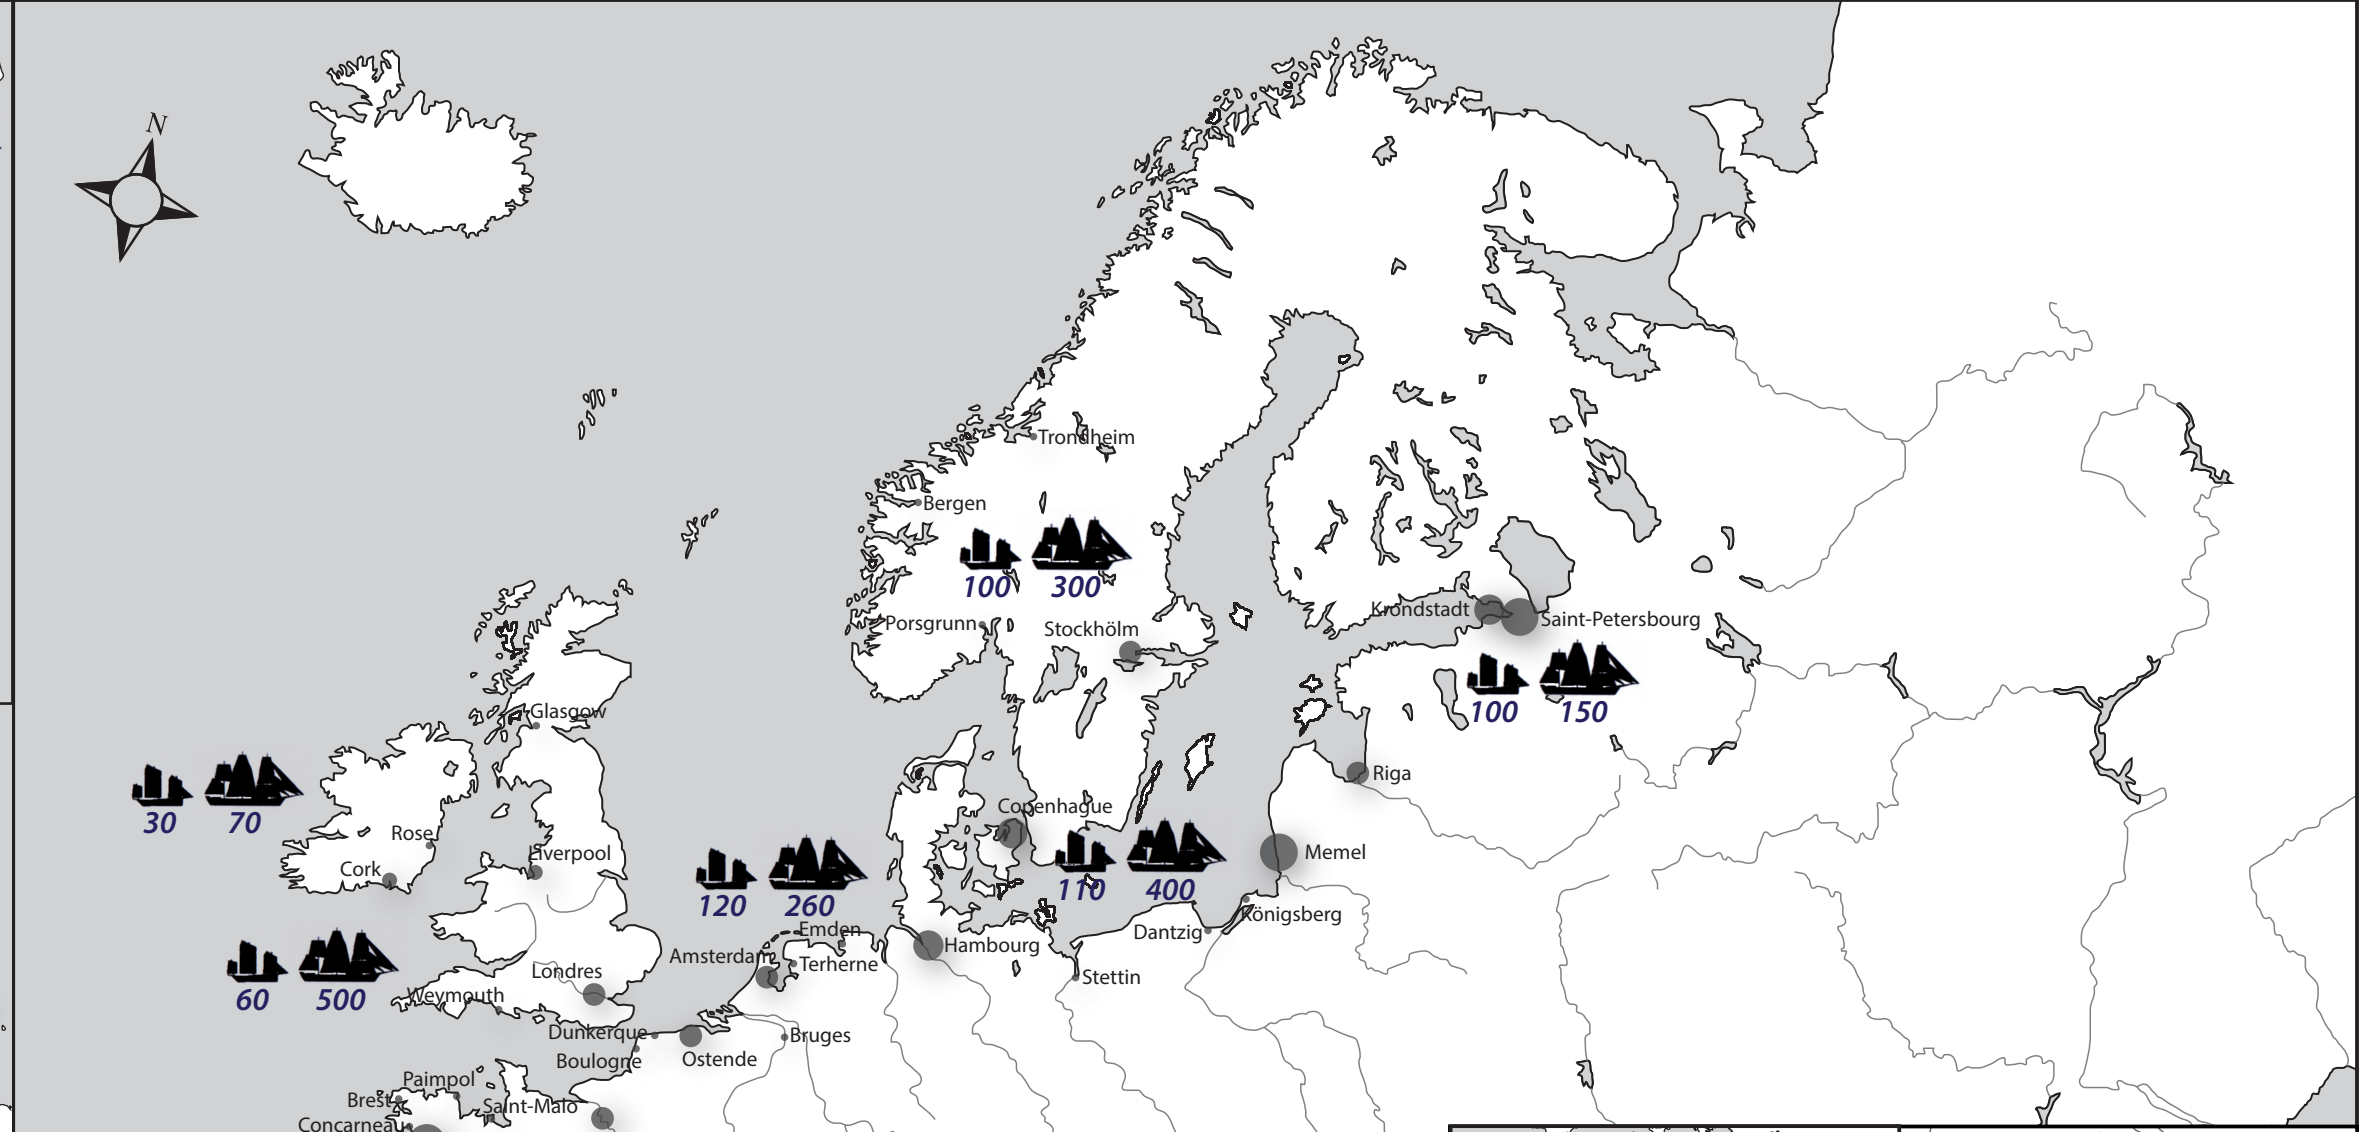 N
Trondheim
Bergen
100 300
Porsgrunn
Stockhölm
Krondstadt
Saint-Petersbourg
100 150
Glasgow
30 70
Riga
Copenhague
Rose
Liverpool
Cork
Memel
110 400
120 260
Königsberg
Emden
Dantzig
Hambourg
Amsterdam
Terherne
Londres
Stettin
60 500
Weymouth
Dunkerque
Bruges
Boulogne
Ostende
Paimpol
Brest
Saint-Malo
Concarneau